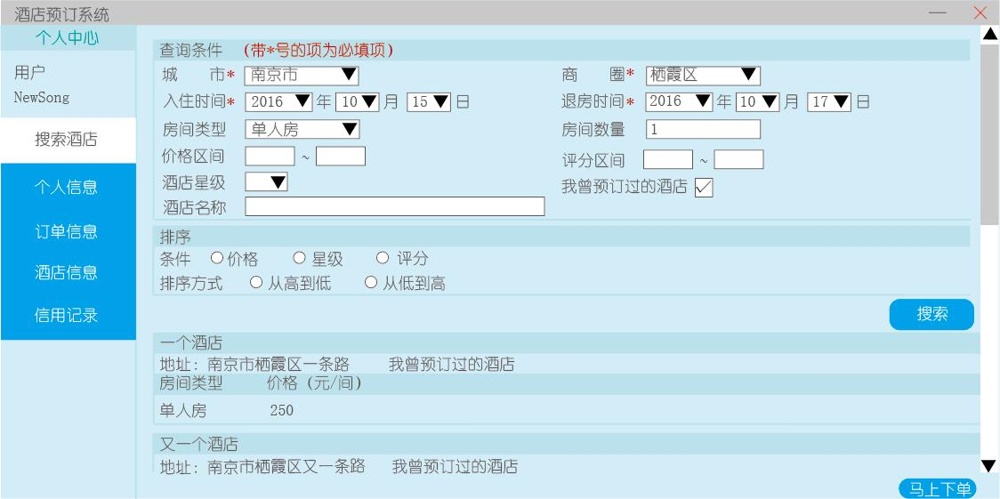 酒店预订系统
个人中心
用户
NewSong
搜索酒店
个人信息
订单信息
酒店信息
信用记录
查询条件 (带*号的项为必填项)
城 市* 南京市 商 圈* 栖霞区
入住时间* 2016 年 10 月 15 日 退房时间* 2016 年 10 月 17 日
房间类型 单人房 房间数量 1
价格区间 ~ 评分区间 ~
酒店星级 我曾预订过的酒店
酒店名称
排序
条件 价格 星级 评分
排序方式 从高到低 从低到高
搜索
一个酒店
地址: 南京市栖霞区一条路 我曾预订过的酒店
房间类型 价格 (元/间)
单人房 250
又一个酒店
地址: 南京市栖霞区又一条路 我曾预订过的酒店
马上下单